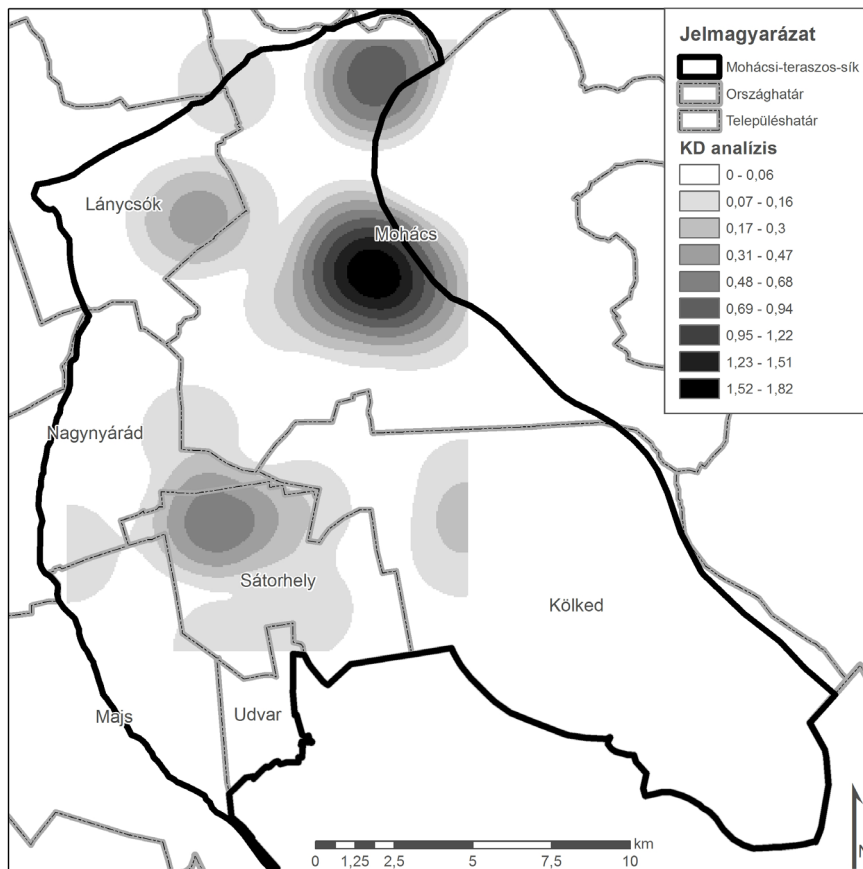 Jelmagyarázat
Mohácsi-teraszos-sík
Országhatár
Településhatár
KD analízis
0 - 0,06
0,07 - 0,16
0,17 - 0,3
0,31 - 0,47
0,48 - 0,68
0,69 - 0,94
0,95 - 1,22
1,23 - 1,51
1,52 - 1,82
Lánycsók
Mohács
Nagynyárád
Sátorhely
Kölked
Majs
Udvar
km
0 1,25 2,5 5 7,5 10
N